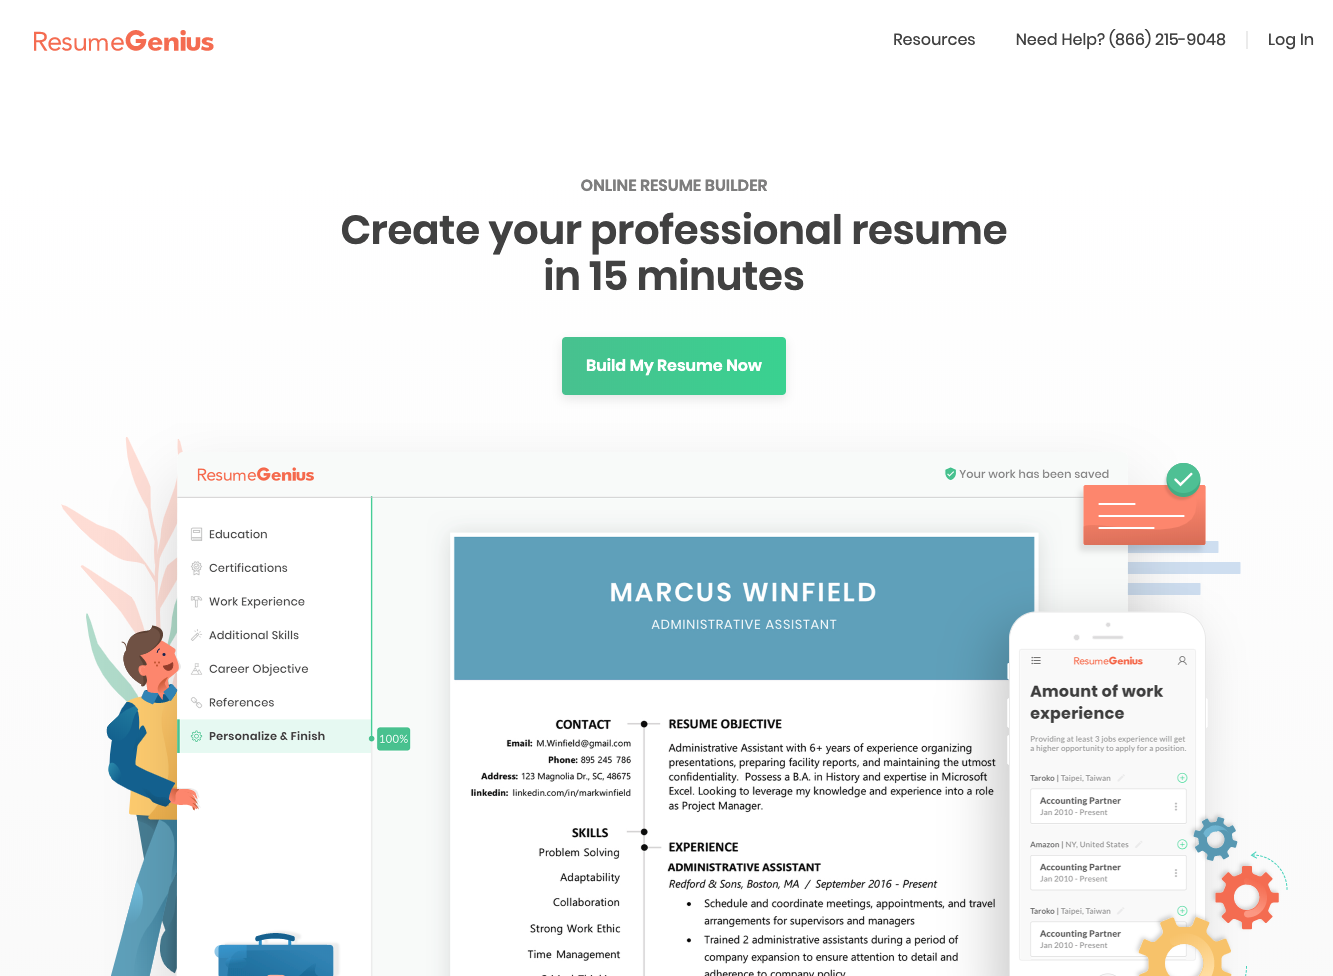 ResumeGenius
Resources
Need Help? (866) 215-9048
Log In
ONLINE RESUME BUILDER
Create your professional resume
in 15 minutes
Build My Resume Now
ResumeGenius
Your work has been saved
Education
Certifications
Work Experience
Additional Skills
Career Objective
References
Personalize & Finish
100%
MARCUS WINFIELD
ADMINISTRATIVE ASSISTANT
CONTACT
Email: M.Winfield@gmail.com
Phone: 895 245 786
Address: 123 Magnolia Dr., SC, 48675
linkedin: linkedin.com/in/markwinfield
SKILLS
Problem Solving
Adaptability
Collaboration
Strong Work Ethic
Time Management
Critical Thinking
RESUME OBJECTIVE
Administrative Assistant with 6+ years of experience organizing
presentations, preparing facility reports, and maintaining the utmost
confidentiality. Possess a B.A. in History and expertise in Microsoft
Excel. Looking to leverage my knowledge and experience into a role
as Project Manager.
EXPERIENCE
ADMINISTRATIVE ASSISTANT
Redford & Sons, Boston, MA / September 2016 - Present
• Schedule and coordinate meetings, appointments, and travel
arrangements for supervisors and managers
• Trained 2 administrative assistants during a period of
company expansion to ensure attention to detail and
adherence to company policy
ResumeGenius
Amount of work
experience
Providing at least 3 jobs experience will get
a higher opportunity to apply for a position.
Taroko | Taipei, Taiwan
Accounting Partner
Jan 2010 - Present
Amazon | NY, United States
Accounting Partner
Jan 2010 - Present
Taroko | Taipei, Taiwan
Accounting Partner
Jan 2010 - Present